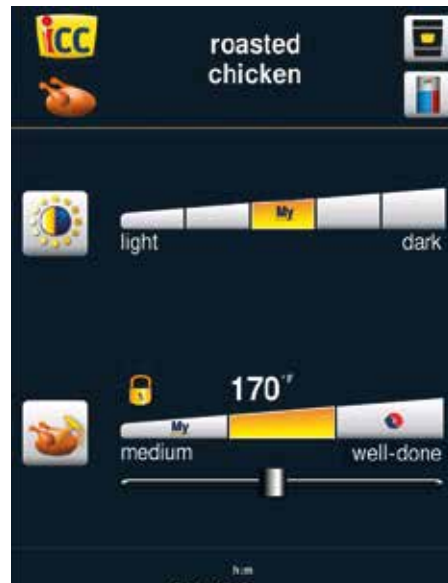 icc
roasted
chicken
My
light dark
170°F
My
medium well-done
h:m